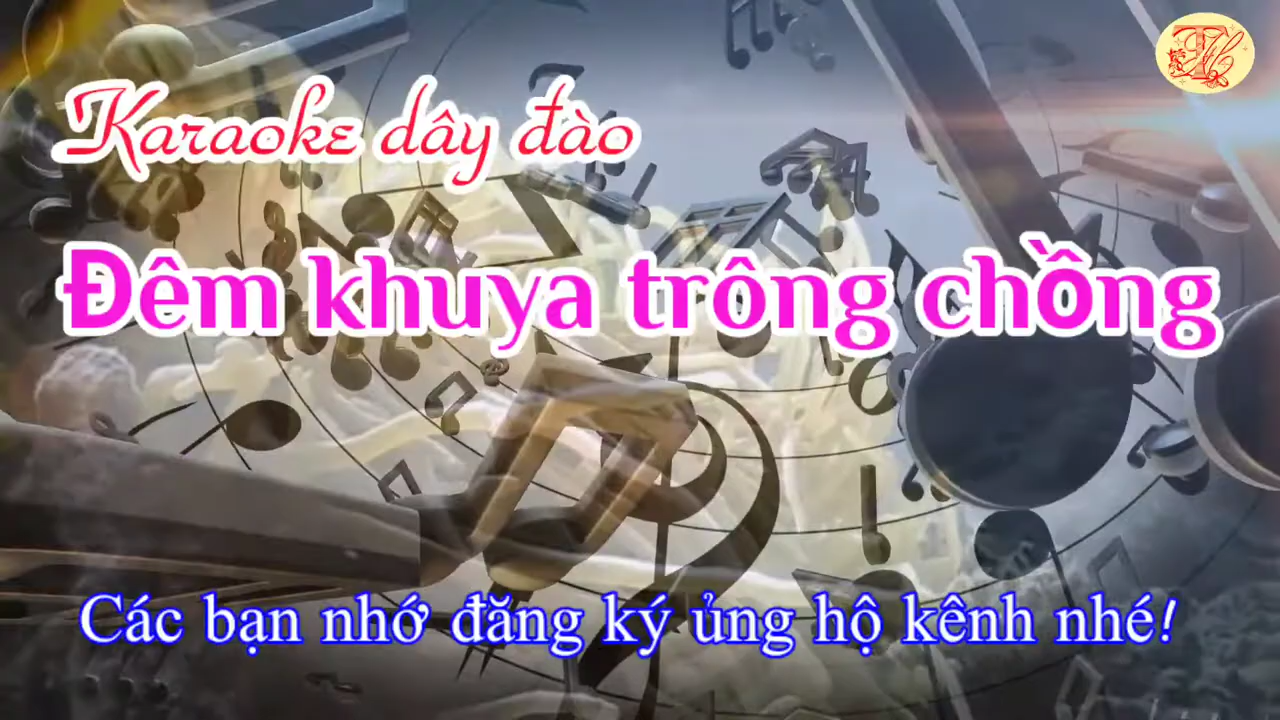 Karaoke dây đào
Đêm khuya trông chồng
Các bạn nhớ đăng ký ủng hộ kênh nhé!